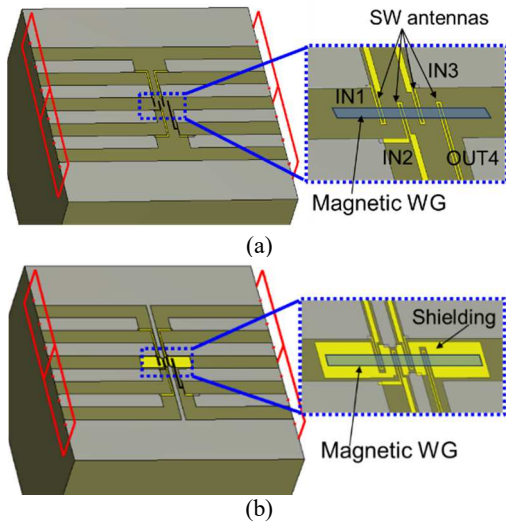 SW antennas
IN3
IN1
IN2
OUT4
Magnetic WG
(a)
Shielding
Magnetic WG
(b)